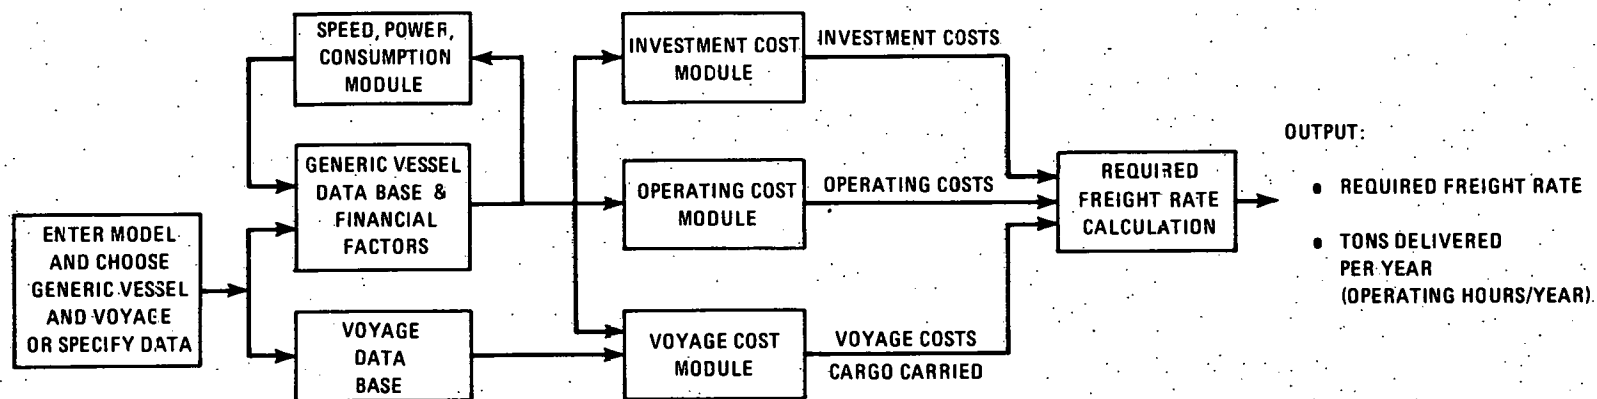 SPEED, POWER,
CONSUMPTION
MODULE
GENERIC VESSEL
DATA BASE &
FINANCIAL
FACTORS
ENTER MODEL
AND CHOOSE
GENERIC VESSEL
AND VOYAGE
OR SPECIFY DATA
VOYAGE
DATA
BASE
INVESTMENT COST
MODULE
INVESTMENT COSTS
OPERATING COST
MODULE
OPERATING COSTS
VOYAGE COST
MODULE
VOYAGE COSTS
CARGO CARRIED
REQUIRED
FREIGHT RATE
CALCULATION
OUTPUT:
• REQUIRED FREIGHT RATE
• TONS DELIVERED
PER YEAR
(OPERATING HOURS/YEAR)